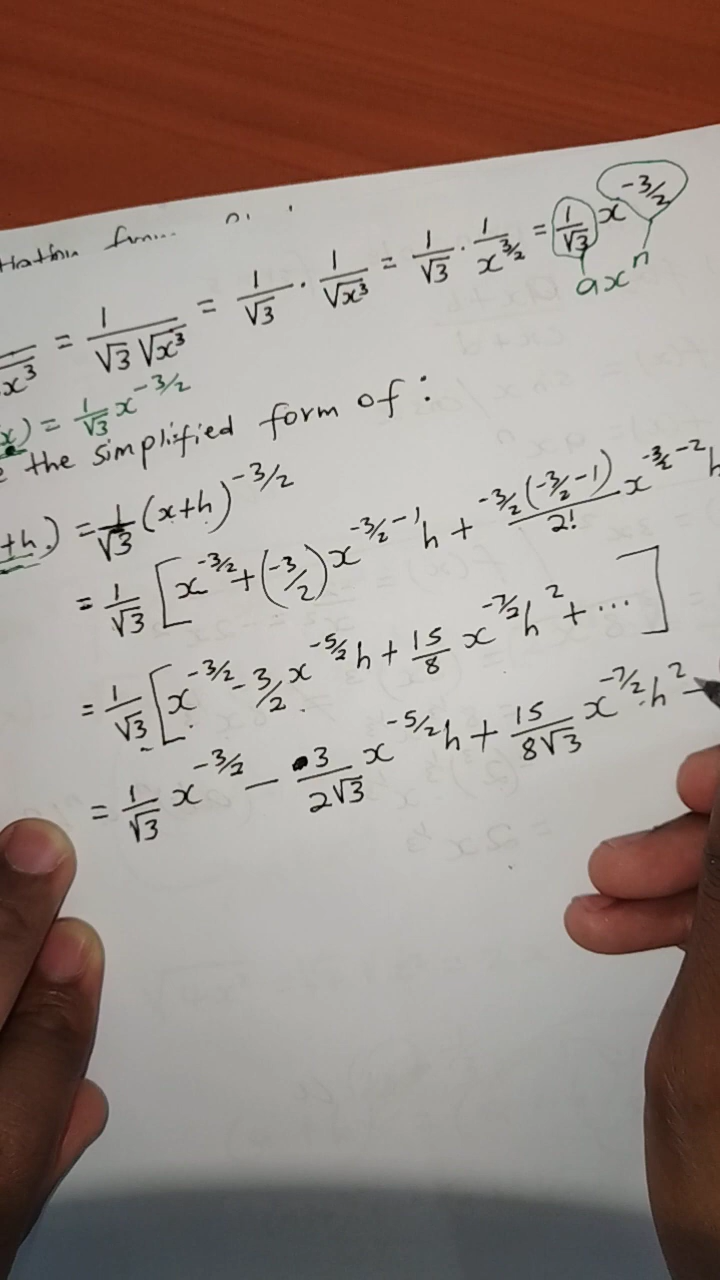 x³ = 1/(√3 √x³) = 1/√3 · 1/√x³ = 1/√3 · 1/x^(3/2) = (1/√3) x^(-3/2)
ax^n
x) = 1/√3 x^(-3/2)
the simplified form of :
+h) = 1/√3 (x+h)^(-3/2)
= 1/√3 [x^(-3/2) + (-3/2) x^(-3/2-1) h + (-3/2(-3/2-1))/2! x^(-3/2-2) h
= 1/√3 [x^(-3/2) - 3/2 x^(-5/2) h + 15/8 x^(-7/2) h² + ...]
= 1/√3 x^(-3/2) - 3/(2√3) x^(-5/2) h + 15/(8√3) x^(-7/2) · h² -